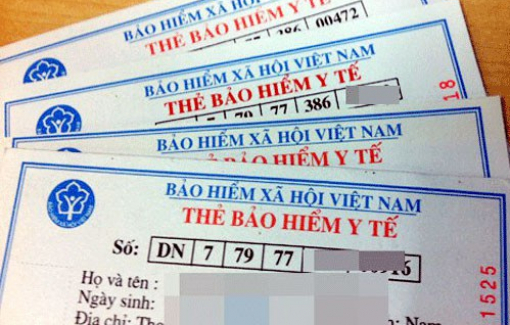 386 00472
BẢO HIỂM XÃ HỘI VIỆT NAM
THẺ BẢO HIỂM Y TẾ
BẢO HIỂM XÃ HỘI VIỆT NAM
THẺ BẢO HIỂM Y TẾ
7 79 77 386
18
BẢO HIỂM XÃ HỘI VIỆT NAM
THẺ BẢO HIỂM Y TẾ
BẢO HIỂM XÃ HỘI VIỆT NAM
THẺ BẢO HIỂM Y TẾ
Số: DN 7 79 77
Họ và tên :
Ngày sinh:
Địa chỉ: Nam
1525